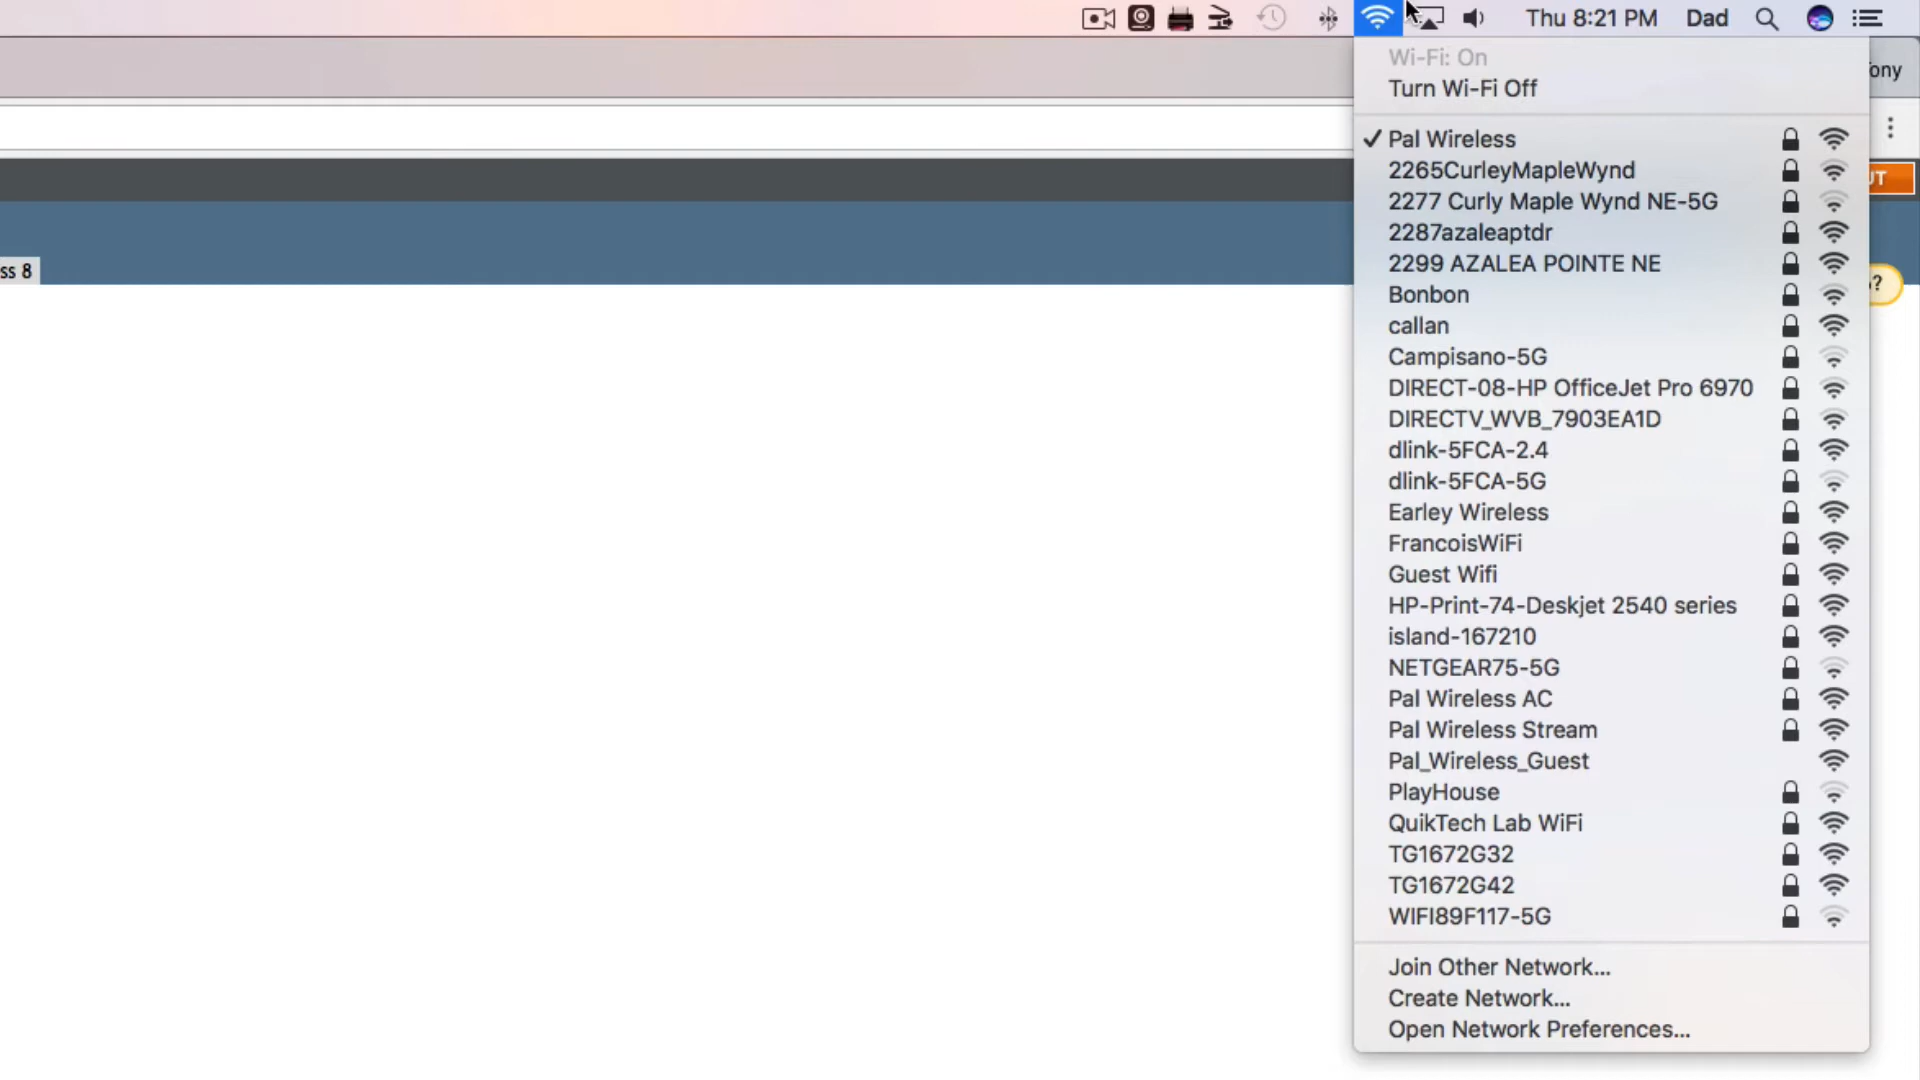 Thu 8:21 PM Dad
Wi-Fi: On
Turn Wi-Fi Off
ony
✓ Pal Wireless
2265CurleyMapleWynd
UT
2277 Curly Maple Wynd NE-5G
2287azaleaptdr
2299 AZALEA POINTE NE
ss 8
?
Bonbon
callan
Campisano-5G
DIRECT-08-HP OfficeJet Pro 6970
DIRECTV_WVB_7903EA1D
dlink-5FCA-2.4
dlink-5FCA-5G
Earley Wireless
FrancoisWiFi
Guest Wifi
HP-Print-74-Deskjet 2540 series
island-167210
NETGEAR75-5G
Pal Wireless AC
Pal Wireless Stream
Pal_Wireless_Guest
PlayHouse
QuikTech Lab WiFi
TG1672G32
TG1672G42
WIFI89F117-5G
Join Other Network...
Create Network...
Open Network Preferences...